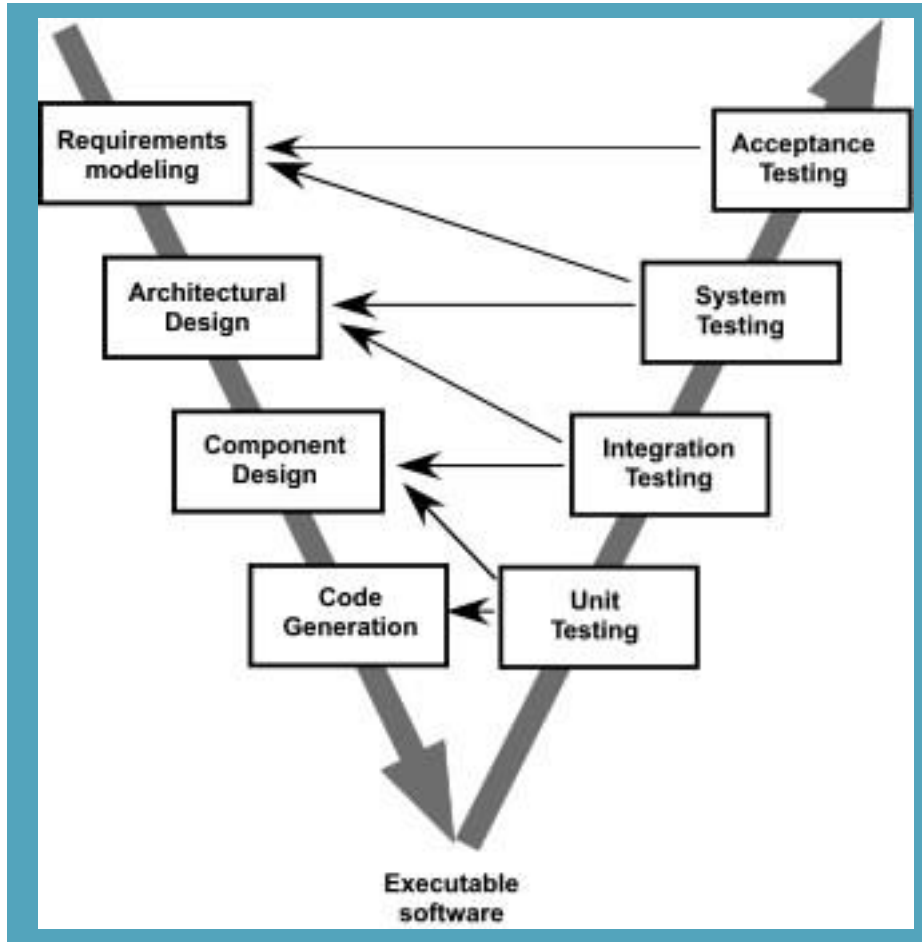 Requirements
modeling
Acceptance
Testing
Architectural
Design
System
Testing
Component
Design
Integration
Testing
Code
Generation
Unit
Testing
Executable
software